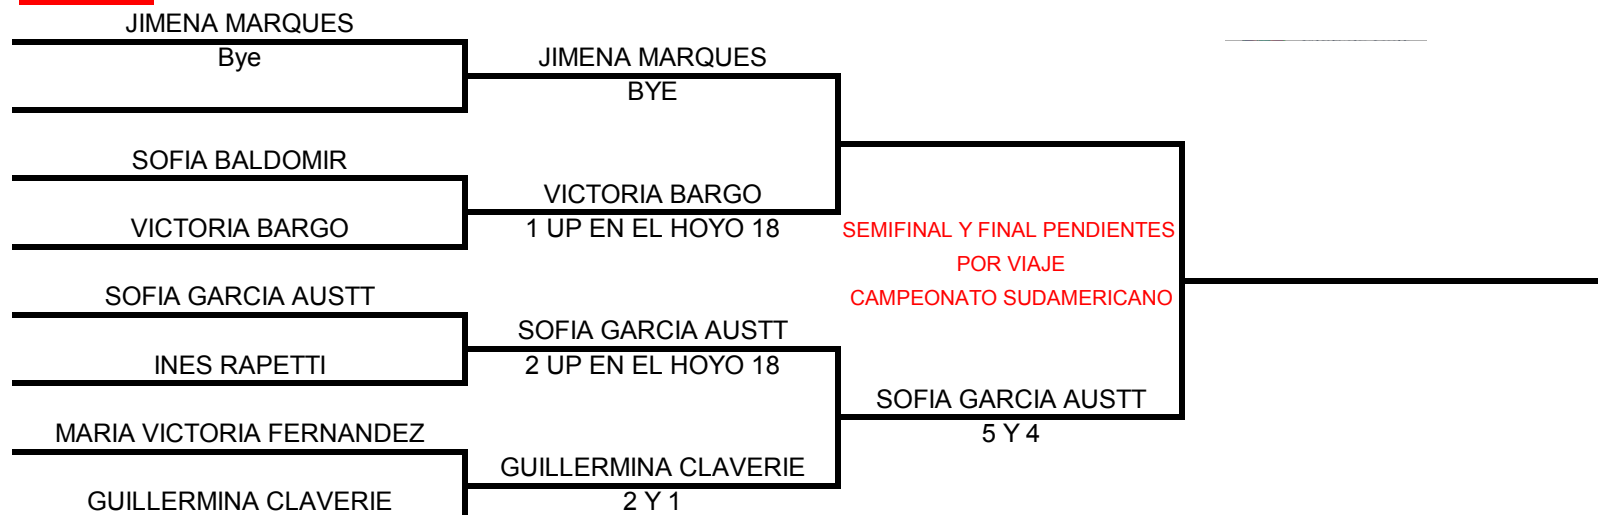 JIMENA MARQUES
Bye
JIMENA MARQUES
BYE
SOFIA BALDOMIR
VICTORIA BARGO
VICTORIA BARGO
1 UP EN EL HOYO 18
SEMIFINAL Y FINAL PENDIENTES
POR VIAJE
CAMPEONATO SUDAMERICANO
SOFIA GARCIA AUSTT
INES RAPETTI
SOFIA GARCIA AUSTT
2 UP EN EL HOYO 18
SOFIA GARCIA AUSTT
5 Y 4
MARIA VICTORIA FERNANDEZ
GUILLERMINA CLAVERIE
GUILLERMINA CLAVERIE
2 Y 1